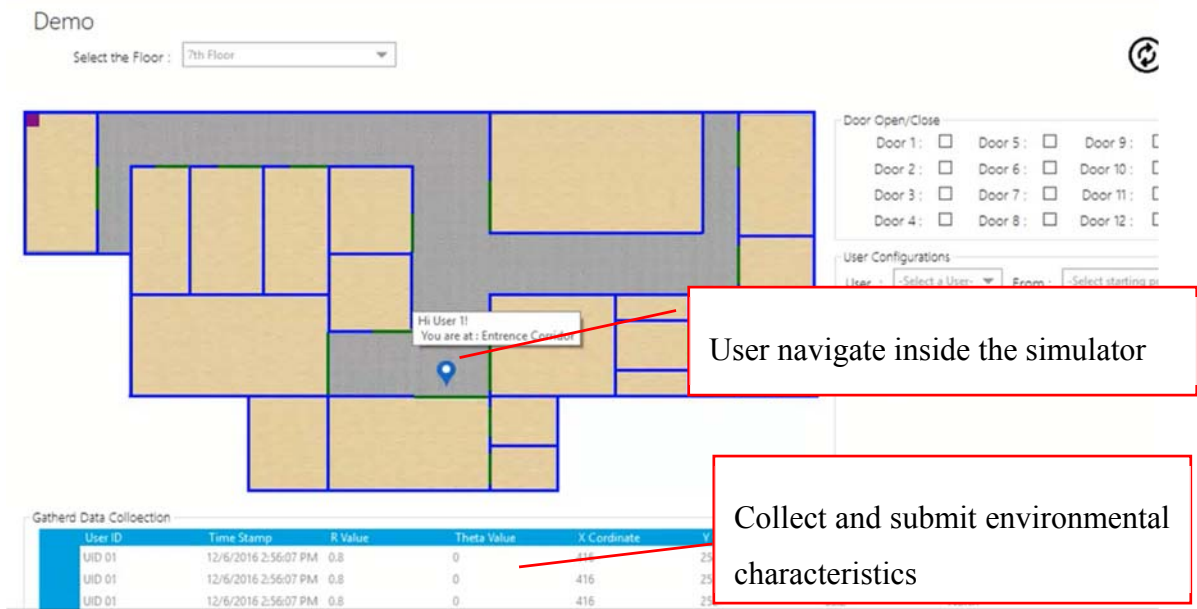 Demo
Select the Floor : 7th Floor
Door Open/Close
Door 1 : Door 5 : Door 9 :
Door 2 : Door 6 : Door 10 :
Door 3 : Door 7 : Door 11 :
Door 4 : Door 8 : Door 12 :
User Configurations
User : -Select a User- From : -Select starting
Hi User 1!
You are at : Entrence Corridor
User navigate inside the simulator
Gatherd Data Colloection
User ID Time Stamp R Value Theta Value X Cordinate Y
UID 01 12/6/2016 2:56:07 PM 0.8 0 416 25
UID 01 12/6/2016 2:56:07 PM 0.8 0 416 25
UID 01 12/6/2016 2:56:07 PM 0.8 0 416
Collect and submit environmental
characteristics